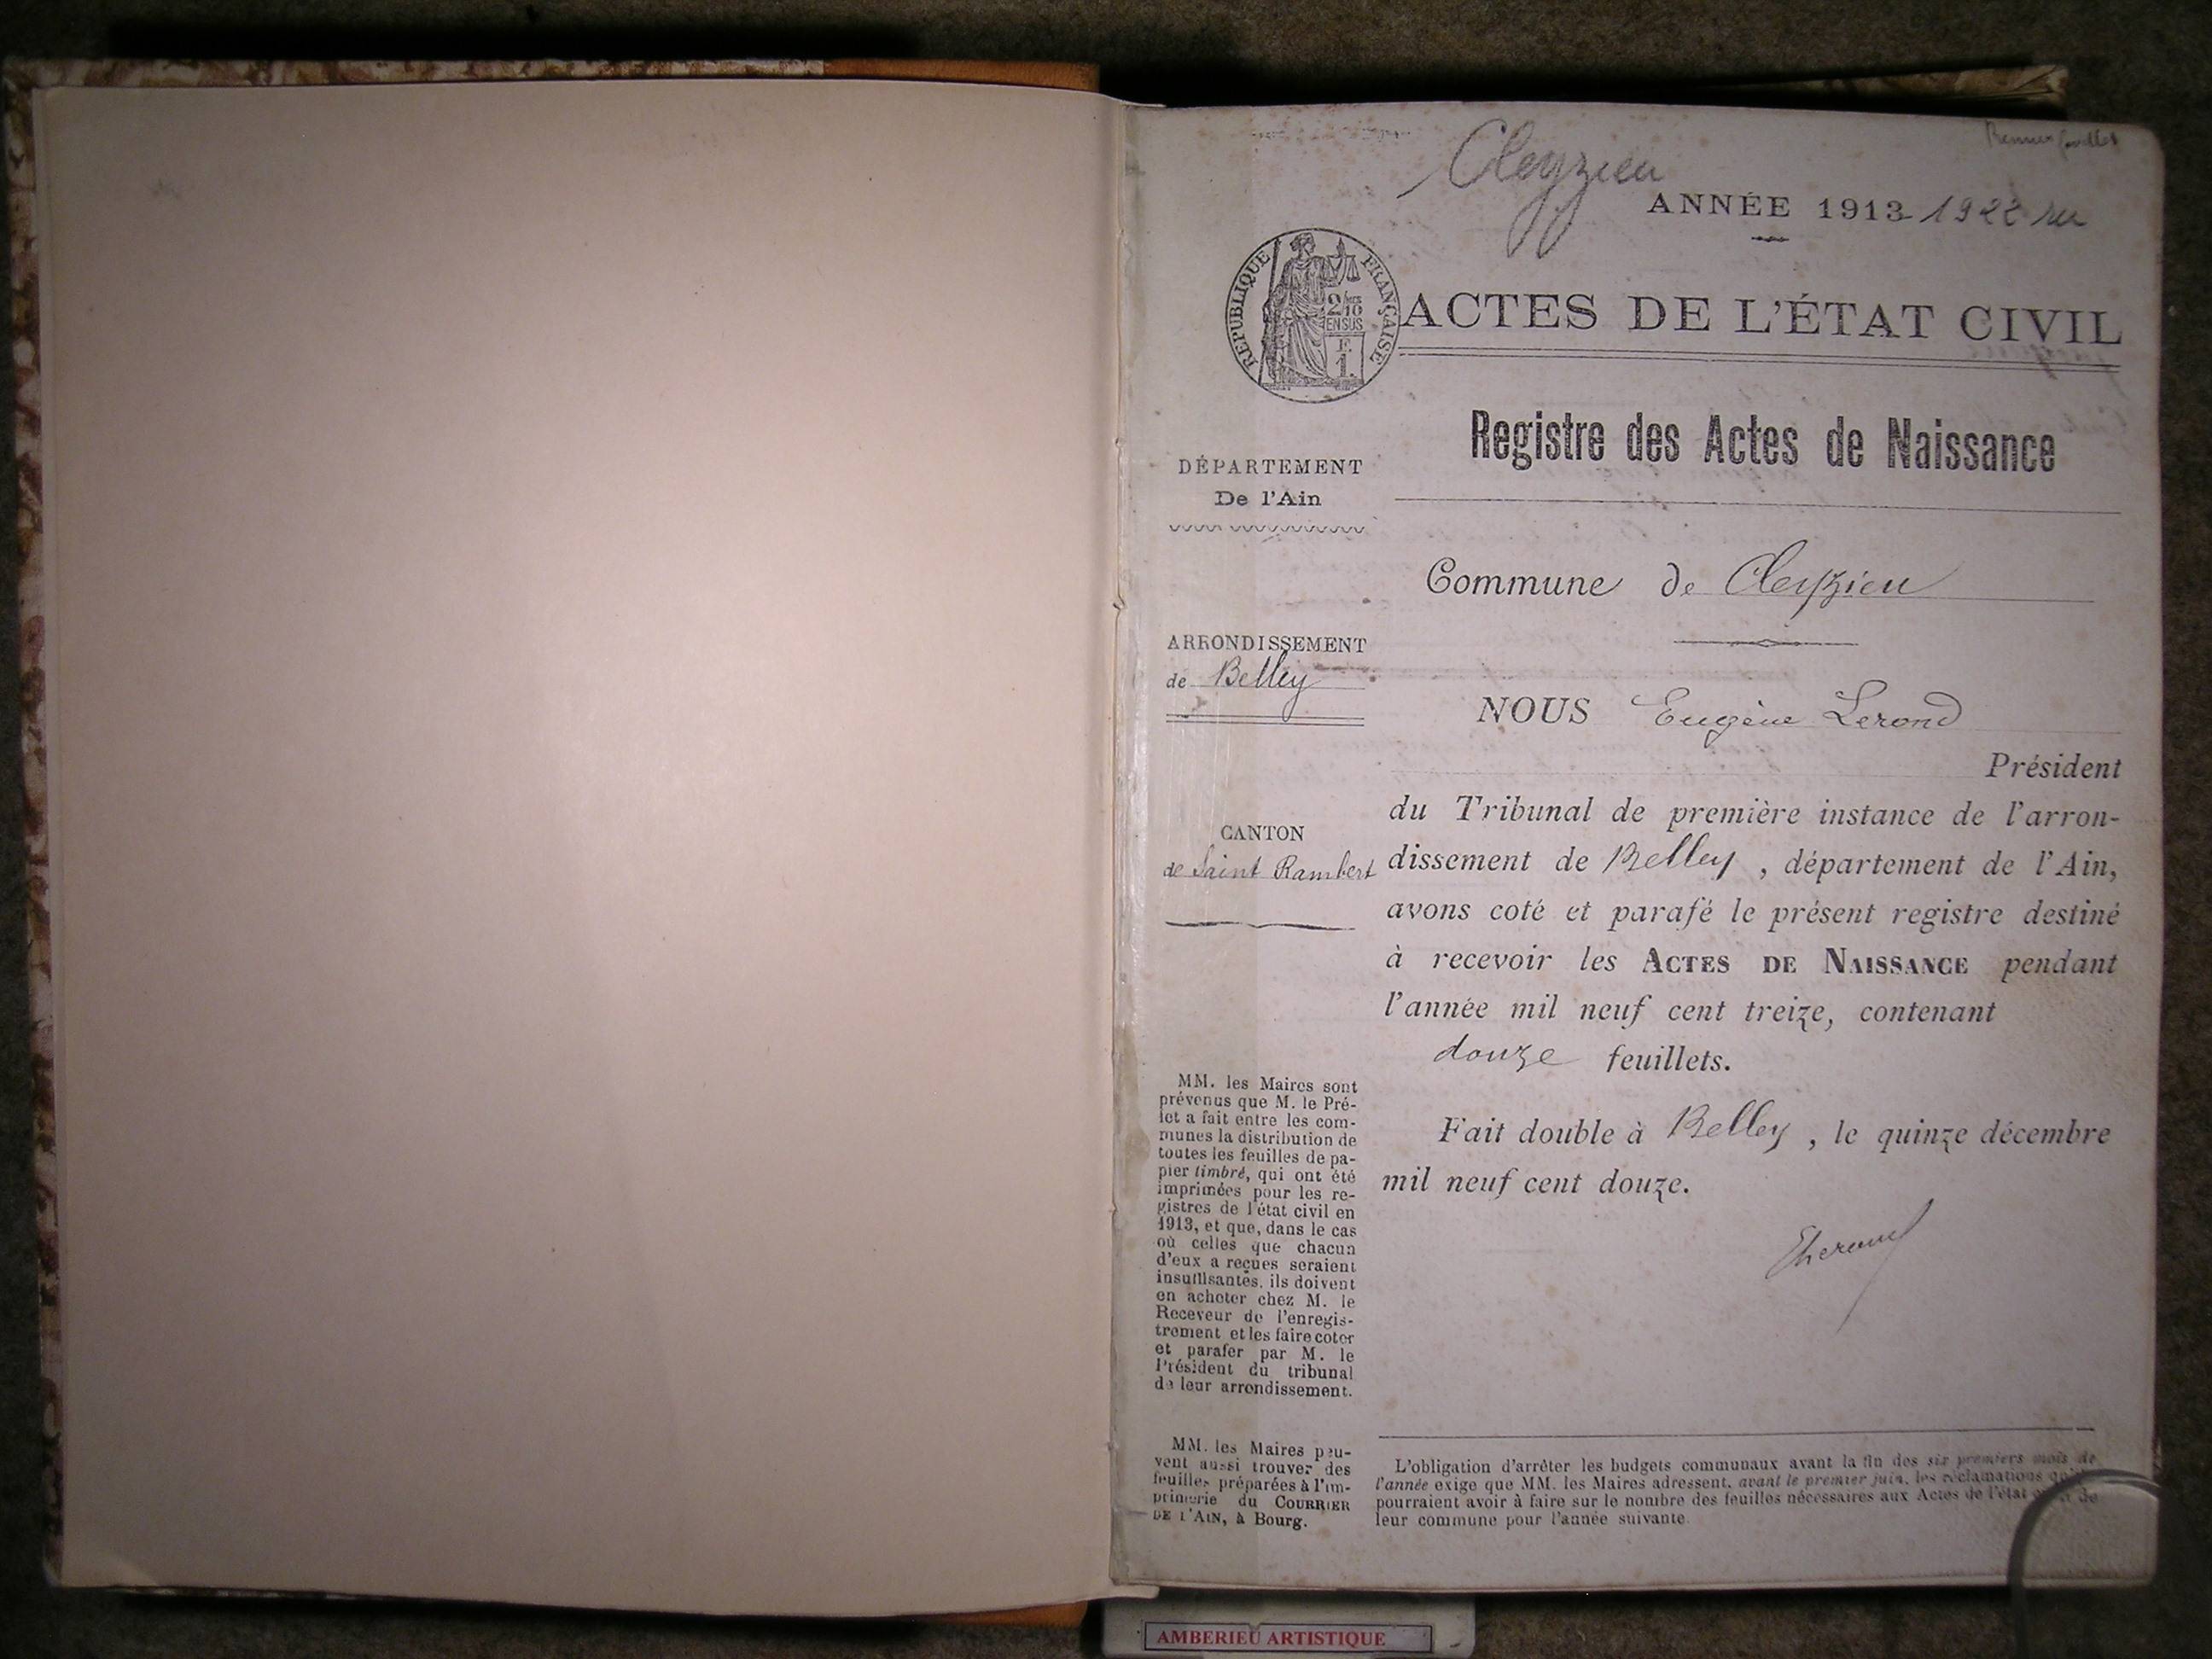 Cleyzieu
Premier feuillet
ANNÉE 1913-1922
RÉPUBLIQUE FRANÇAISE
2/10
EN SUS
F.
1.
ACTES DE L'ÉTAT CIVIL
Registre des Actes de Naissance
DÉPARTEMENT
De l'Ain
Commune de Cleyzieu
ARRONDISSEMENT
de Belley
NOUS Eugène Lerond
Président
du Tribunal de première instance de l'arron-
dissement de Belley, département de l'Ain,
avons coté et parafé le présent registre destiné
à recevoir les ACTES DE NAISSANCE pendant
l'année mil neuf cent treize, contenant
douze feuillets.
Fait double à Belley, le quinze décembre
mil neuf cent douze.
CANTON
de Saint Rambert
MM. les Maires sont
prévenus que M. le Pré-
fet a fait entre les com-
munes la distribution de
toutes les feuilles de pa-
pier timbré, qui ont été
imprimées pour les re-
gistres de l'état civil en
1913, et que, dans le cas
où celles que chacun
d'eux a reçues seraient
insuffisantes, ils doivent
en acheter chez M. le
Receveur de l'enregis-
trement et les faire coter
et parafer par M. le
Président du tribunal
de leur arrondissement.
MM. les Maires peu-
vent aussi trouver des
feuilles préparées à l'im-
primerie du COURRIER
DE L'AIN, à Bourg.
L'obligation d'arrêter les budgets communaux avant la fin des six premiers mois de
l'année exige que MM. les Maires adressent, avant le premier juin, les réclamations qu'ils
pourraient avoir à faire sur le nombre des feuilles nécessaires aux Actes de l'état civil de
leur commune pour l'année suivante.
AMBERIEU ARTISTIQUE